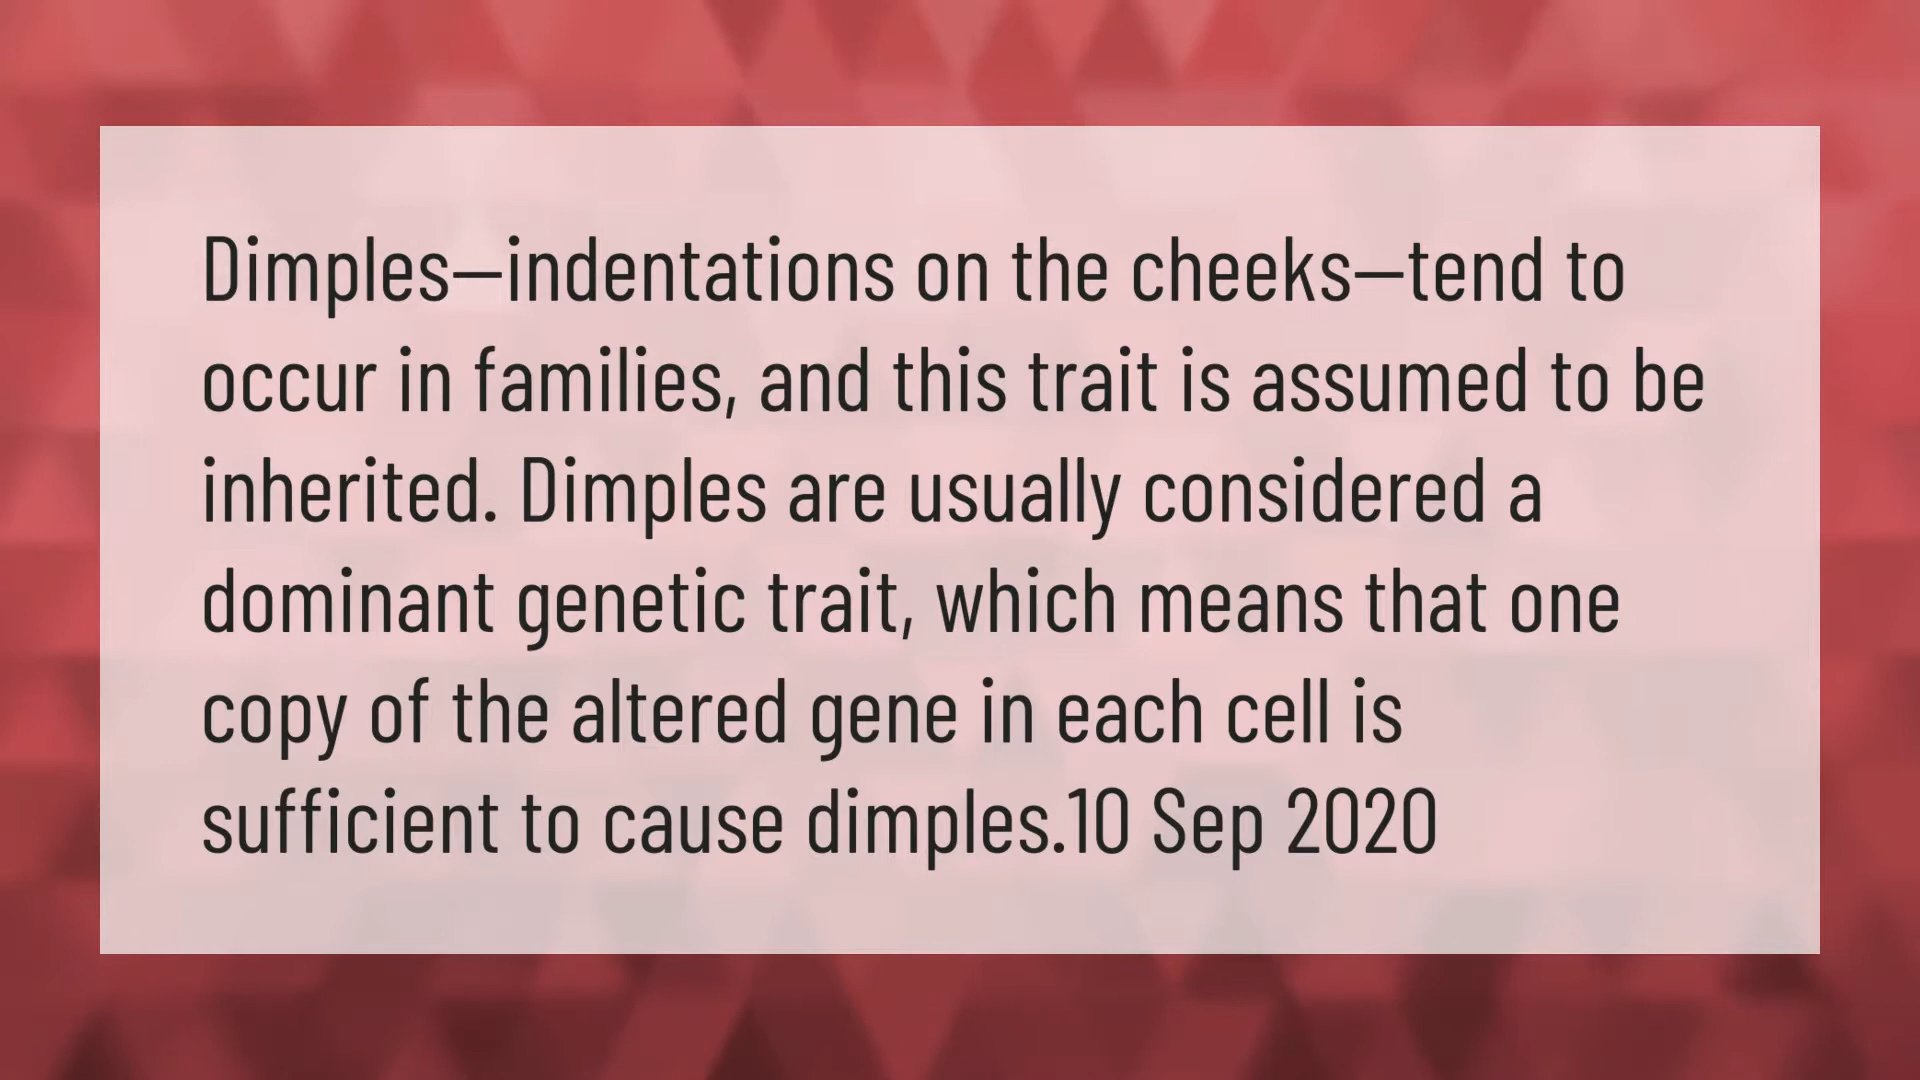 Dimples—indentations on the cheeks—tend to
occur in families, and this trait is assumed to be
inherited. Dimples are usually considered a
dominant genetic trait, which means that one
copy of the altered gene in each cell is
sufficient to cause dimples.10 Sep 2020